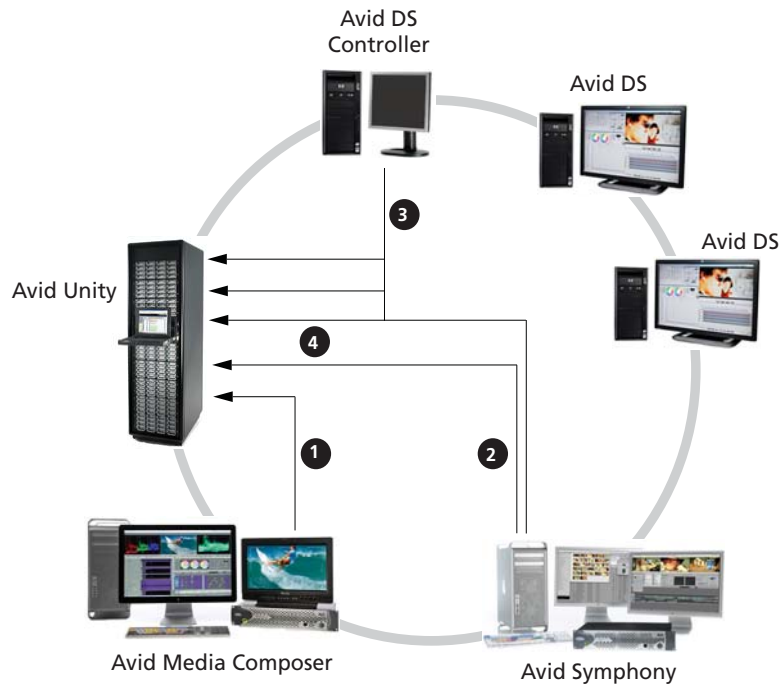 Avid DS
Controller
Avid DS
Avid DS
3
Avid Unity
4
1
2
Avid Media Composer
Avid Symphony